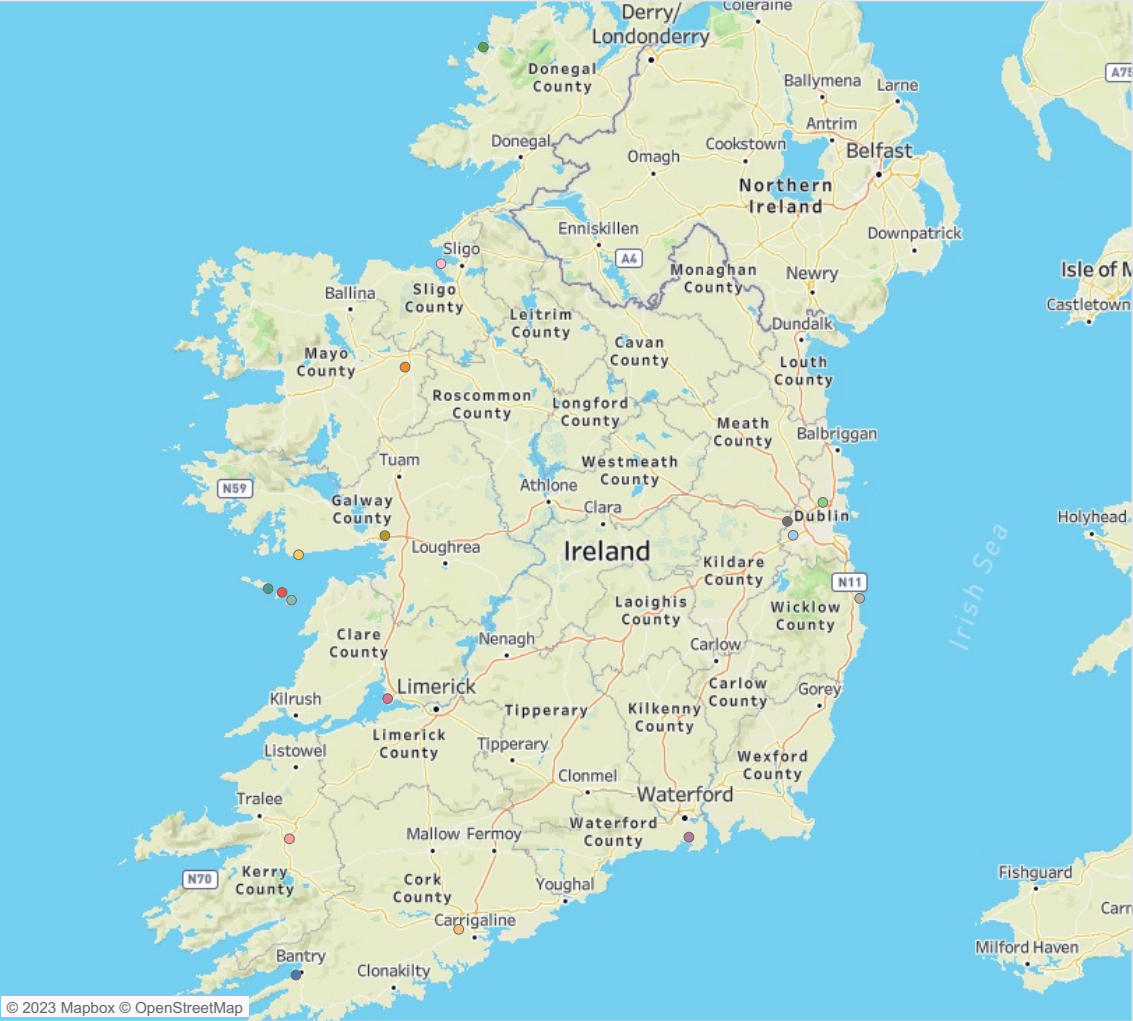 Coleraine
Derry/
Londonderry
Donegal
County
Ballymena
Larne
A75
Antrim
Donegal
Cookstown
Belfast
Omagh
Northern
Ireland
Enniskillen
Downpatrick
Sligo
A4
Monaghan
County
Newry
Isle of M
Castletown
Ballina
Sligo
County
Leitrim
County
Dundalk
Cavan
County
Mayo
County
Louth
County
Roscommon
County
Longford
County
Meath
County
Balbriggan
Tuam
Westmeath
County
N59
Athlone
Galway
County
Clara
Dublin
Holyhead
Loughrea
Ireland
Kildare
County
N11
Irish Sea
Laoighis
County
Wicklow
County
Clare
County
Nenagh
Carlow
Limerick
Carlow
County
Gorey
Kilrush
Tipperary
Kilkenny
County
Limerick
County
Listowel
Tipperary
Wexford
County
Clonmel
Tralee
Waterford
Waterford
County
Mallow
Fermoy
N70
Kerry
County
Cork
County
Youghal
Fishguard
Carrigaline
Carr
Bantry
Milford Haven
Clonakilty
© 2023 Mapbox © OpenStreetMap